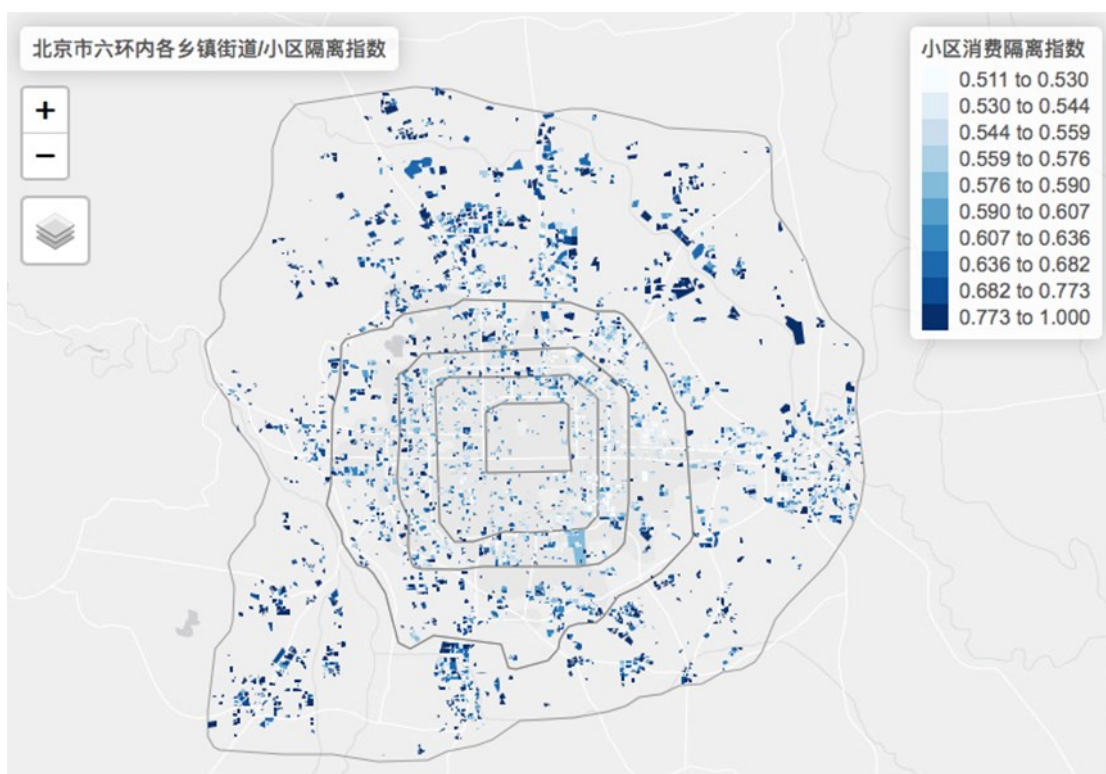 北京市六环内各乡镇街道/小区隔离指数
+
−
小区消费隔离指数
0.511 to 0.530
0.530 to 0.544
0.544 to 0.559
0.559 to 0.576
0.576 to 0.590
0.590 to 0.607
0.607 to 0.636
0.636 to 0.682
0.682 to 0.773
0.773 to 1.000